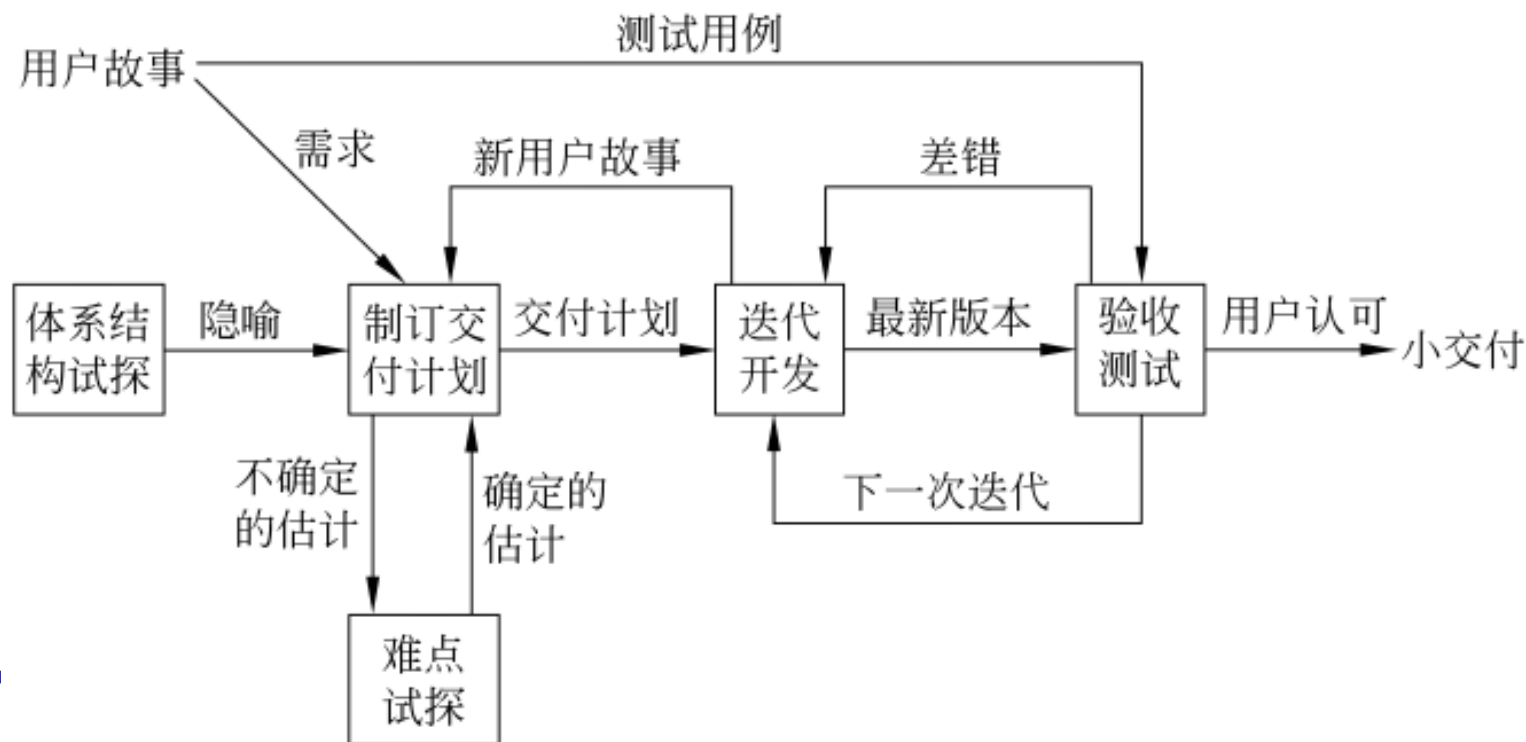 测试用例
用户故事
需求
新用户故事
差错
体系结
构试探
隐喻
制订交
付计划
交付计划
迭代
开发
最新版本
验收
测试
用户认可
小交付
不确定
的估计
确定的
估计
下一次迭代
难点
试探